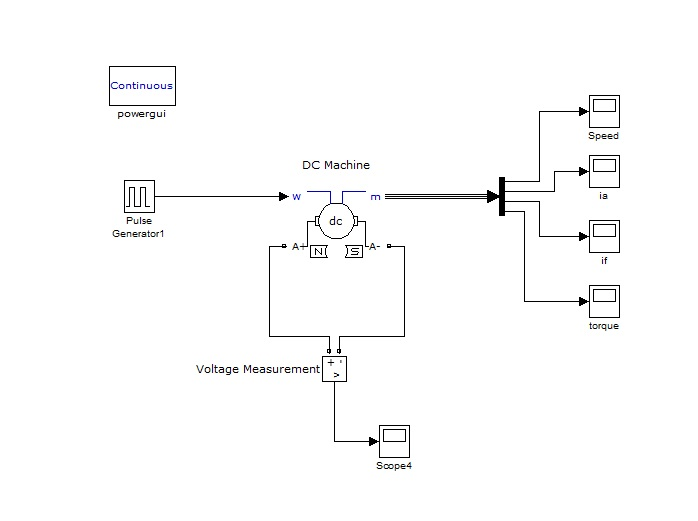 Continuous
powergui
Speed
DC Machine
w
m
ia
dc
Pulse
Generator1
A+
N
S
A-
if
torque
Voltage Measurement
+ -
v
Scope4